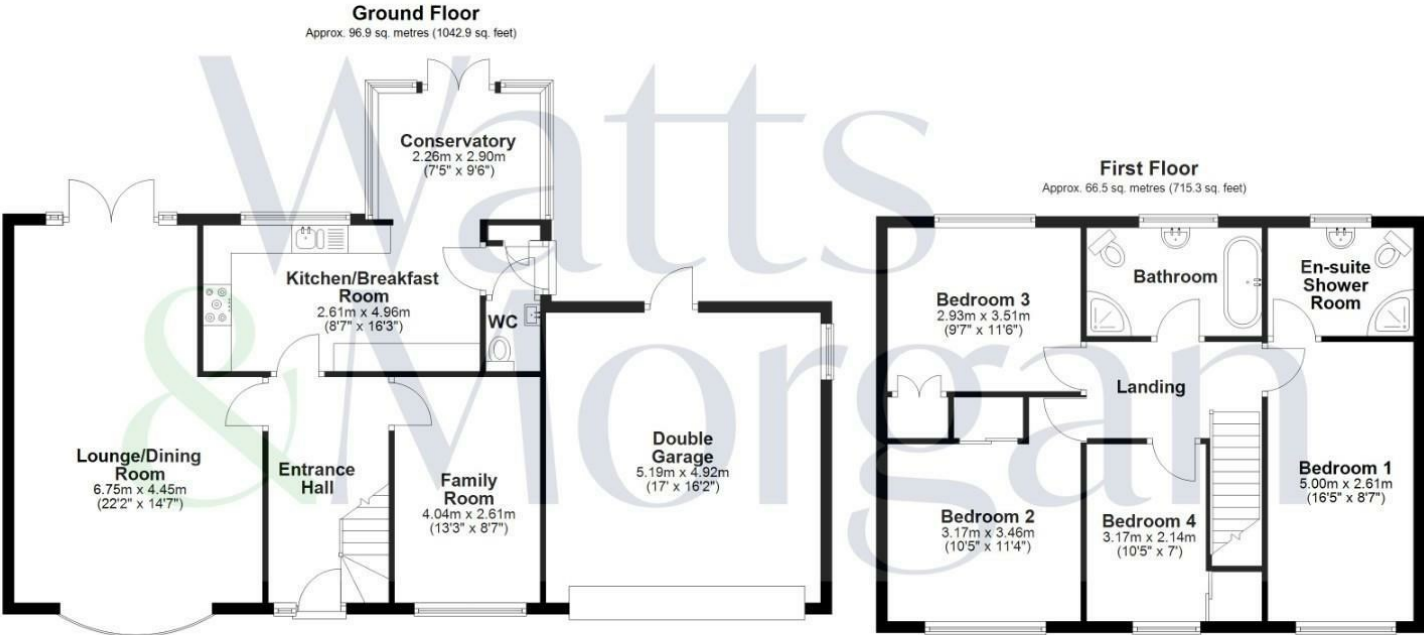 Ground Floor
Approx. 96.9 sq. metres (1042.9 sq. feet)
Watts
& Morgan
Conservatory
2.26m x 2.90m
(7'5" x 9'6")
Kitchen/Breakfast
Room
2.61m x 4.96m
(8'7" x 16'3")
WC
Lounge/Dining
Room
6.75m x 4.45m
(22'2" x 14'7")
Entrance
Hall
Family
Room
4.04m x 2.61m
(13'3" x 8'7")
Double
Garage
5.19m x 4.92m
(17' x 16'2")
First Floor
Approx. 66.5 sq. metres (715.3 sq. feet)
Bedroom 3
2.93m x 3.51m
(9'7" x 11'6")
Bathroom
En-suite
Shower
Room
Landing
Bedroom 2
3.17m x 3.46m
(10'5" x 11'4")
Bedroom 4
3.17m x 2.14m
(10'5" x 7')
Bedroom 1
5.00m x 2.61m
(16'5" x 8'7")